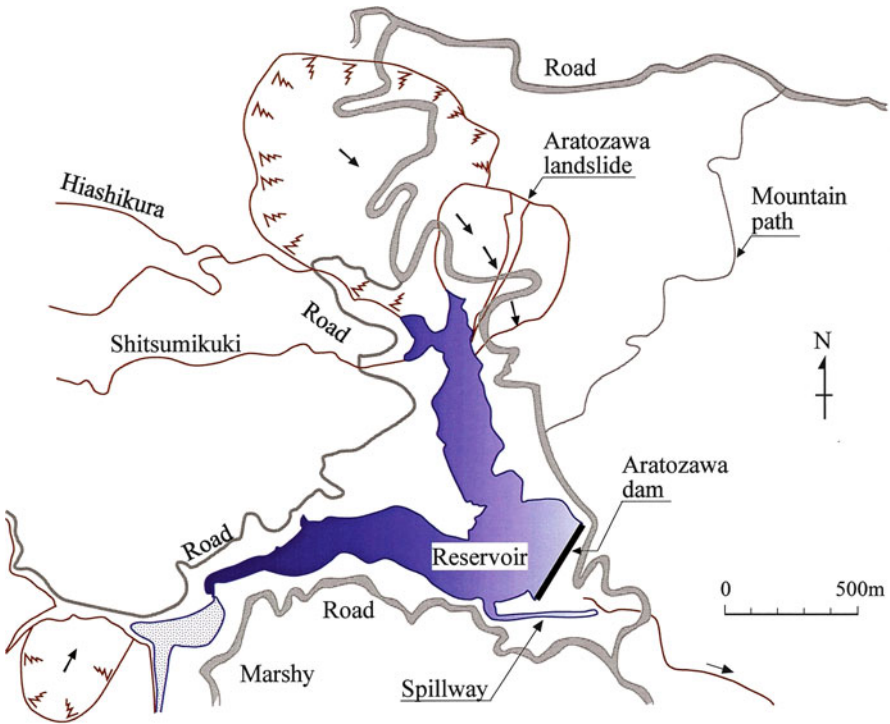 Road
Aratozawa
landslide
Hiashikura
Mountain
path
Road
Shitsumikuki
N
Aratozawa
dam
Road
Reservoir
0 500m
Road
Marshy
Spillway